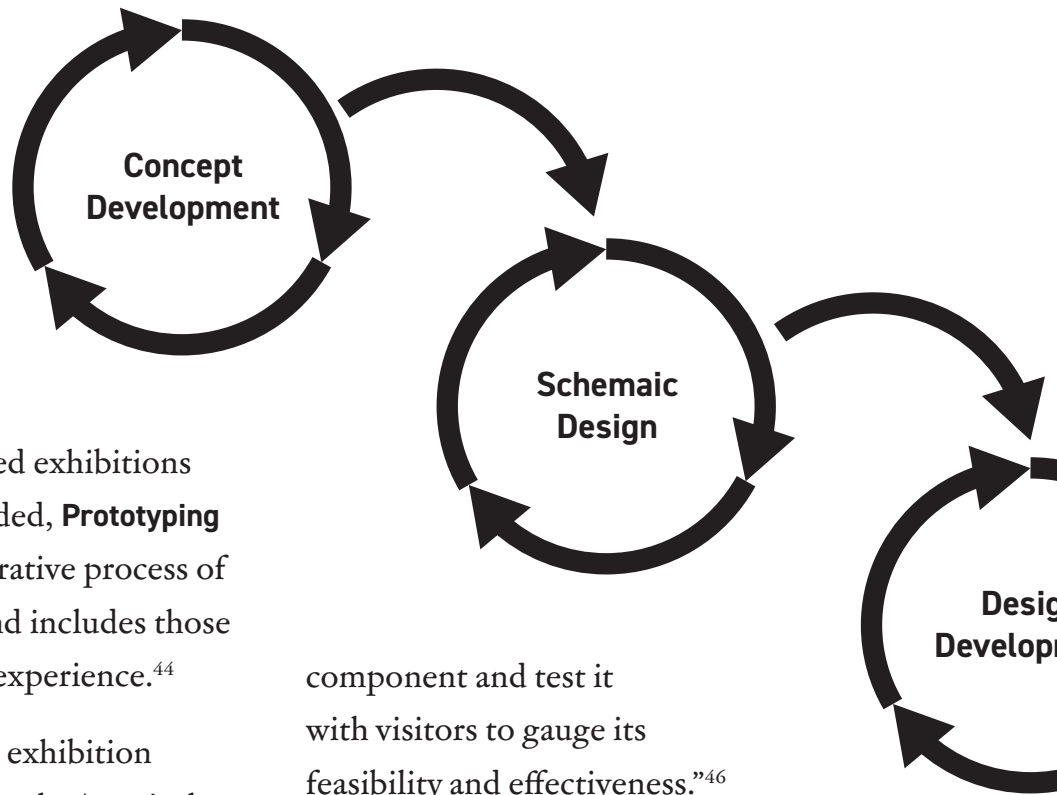 Concept
Development
Schemaic
Design
Desig
Develop
ed exhibitions
ded, Prototyping
rative process of
nd includes those
experience.44
exhibition
component and test it
with visitors to gauge its
feasibility and effectiveness.”46